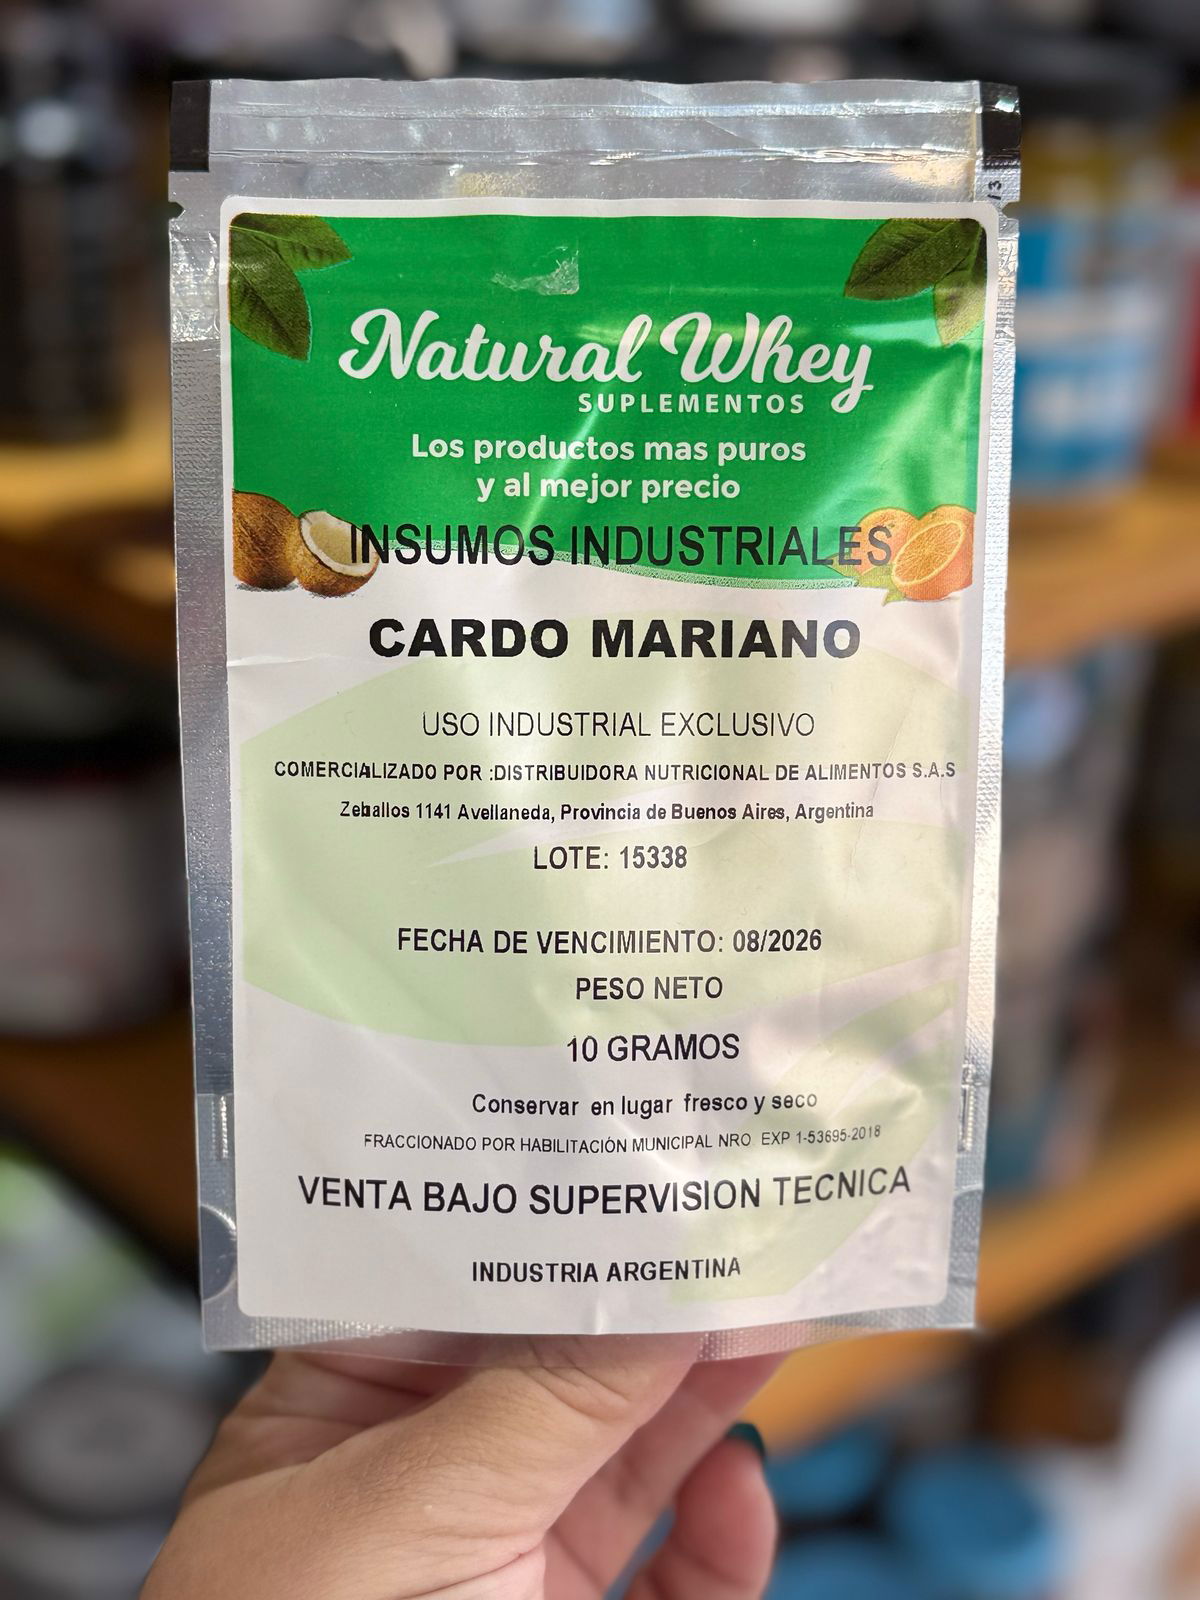 Natural Whey
SUPLEMENTOS
Los productos mas puros
y al mejor precio
INSUMOS INDUSTRIALES
CARDO MARIANO
USO INDUSTRIAL EXCLUSIVO
COMERCIALIZADO POR :DISTRIBUIDORA NUTRICIONAL DE ALIMENTOS S.A.S
Zeballos 1141 Avellaneda, Provincia de Buenos Aires, Argentina
LOTE: 15338
FECHA DE VENCIMIENTO: 08/2026
PESO NETO
10 GRAMOS
Conservar en lugar fresco y seco
FRACCIONADO POR HABILITACIÓN MUNICIPAL NRO EXP 1-53695-2018
VENTA BAJO SUPERVISION TECNICA
INDUSTRIA ARGENTINA